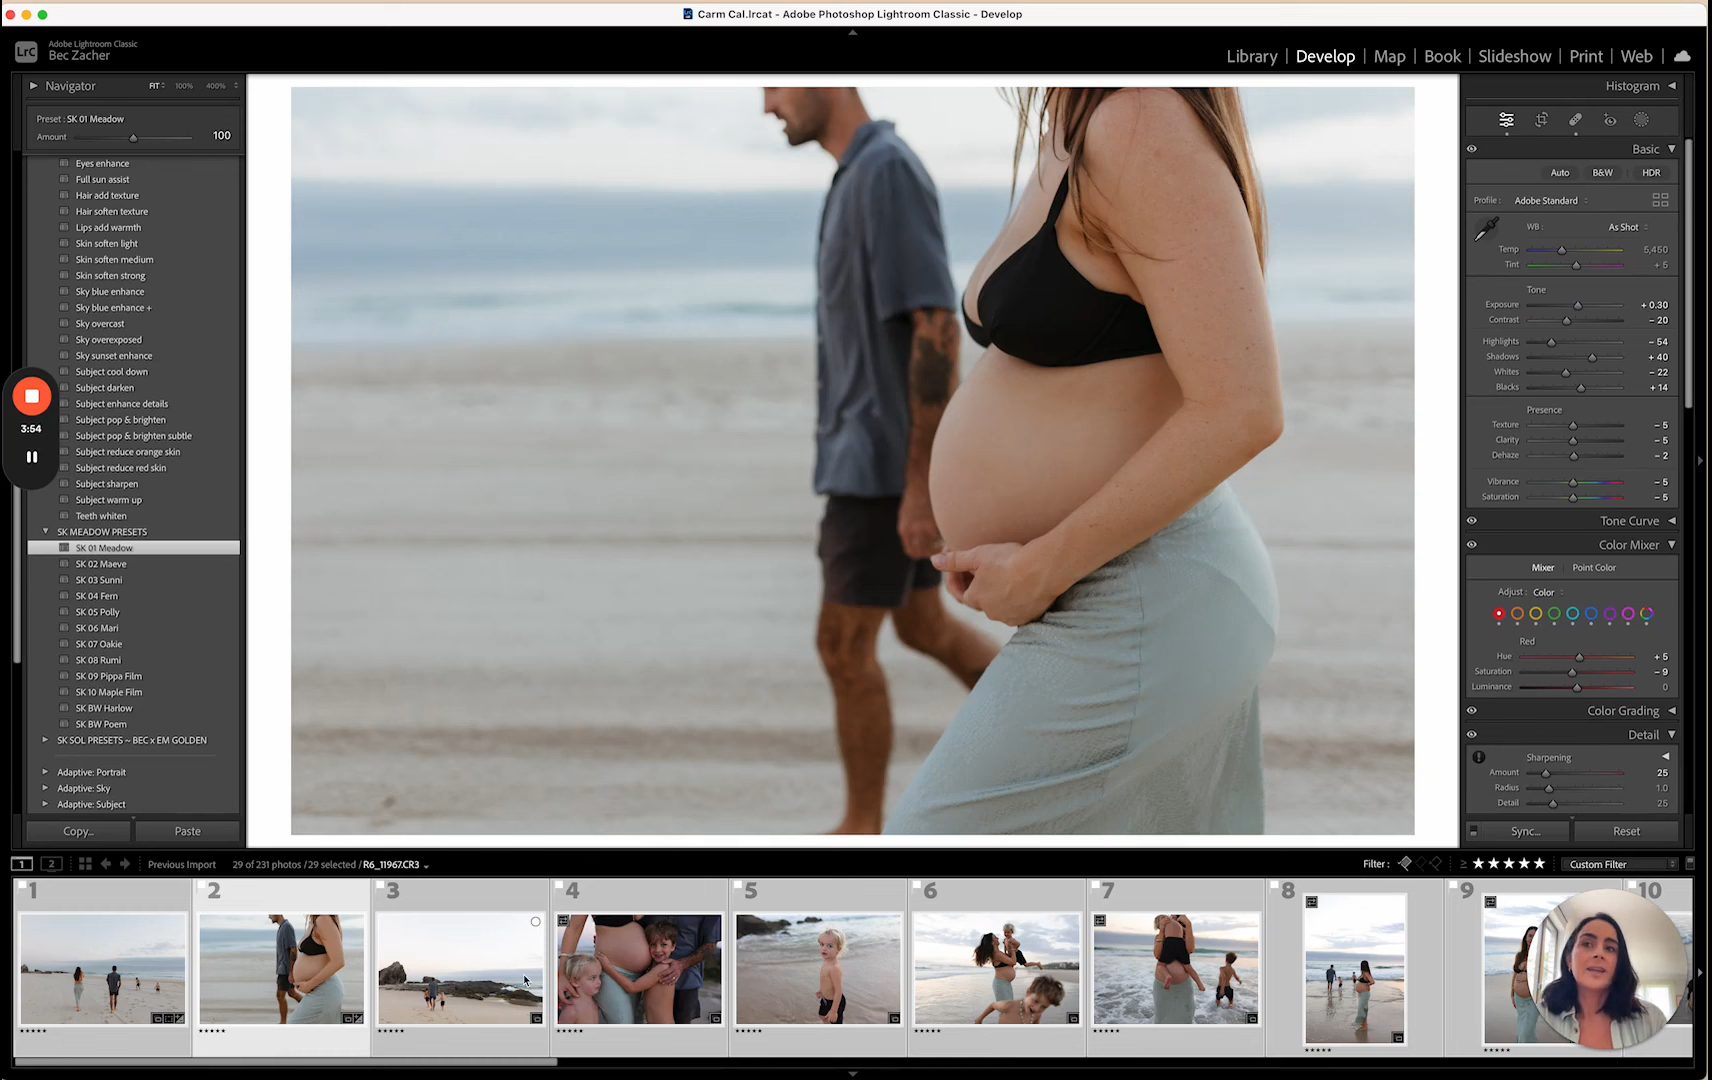 Carm Cal.lrcat - Adobe Photoshop Lightroom Classic - Develop
LrC
Adobe Lightroom Classic
Bec Zacher
Library | Develop | Map | Book | Slideshow | Print | Web
Navigator FIT 100% 400%
Preset : SK 01 Meadow
Amount 100
Eyes enhance
Full sun assist
Hair add texture
Hair soften texture
Lips add warmth
Skin soften light
Skin soften medium
Skin soften strong
Sky blue enhance
Sky blue enhance +
Sky overcast
Sky overexposed
Sky sunset enhance
Subject cool down
Subject darken
Subject enhance details
Subject pop & brighten
Subject pop & brighten subtle
Subject reduce orange skin
Subject reduce red skin
Subject sharpen
Subject warm up
Teeth whiten
SK MEADOW PRESETS
SK 01 Meadow
SK 02 Maeve
SK 03 Sunni
SK 04 Fern
SK 05 Polly
SK 06 Mari
SK 07 Oakie
SK 08 Rumi
SK 09 Pippa Film
SK 10 Maple Film
SK BW Harlow
SK BW Poem
SK SOL PRESETS ~ BEC x EM GOLDEN
Adaptive: Portrait
Adaptive: Sky
Adaptive: Subject
Copy... Paste
3:54
Histogram
Basic
Auto B&W HDR
Profile : Adobe Standard
WB : As Shot
Temp 5,450
Tint + 5
Tone
Exposure + 0.30
Contrast - 20
Highlights - 54
Shadows + 40
Whites - 22
Blacks + 14
Presence
Texture - 5
Clarity - 5
Dehaze - 2
Vibrance - 5
Saturation - 5
Tone Curve
Color Mixer
Mixer Point Color
Adjust : Color
Red
Hue + 5
Saturation - 9
Luminance 0
Color Grading
Detail
Sharpening
Amount 25
Radius 1.0
Detail 25
Sync... Reset
1 2 Previous Import 29 of 231 photos / 29 selected / R6_11967.CR3 Filter : ≥ ★★★★★ Custom Filter
1 2 3 4 5 6 7 8 9 10